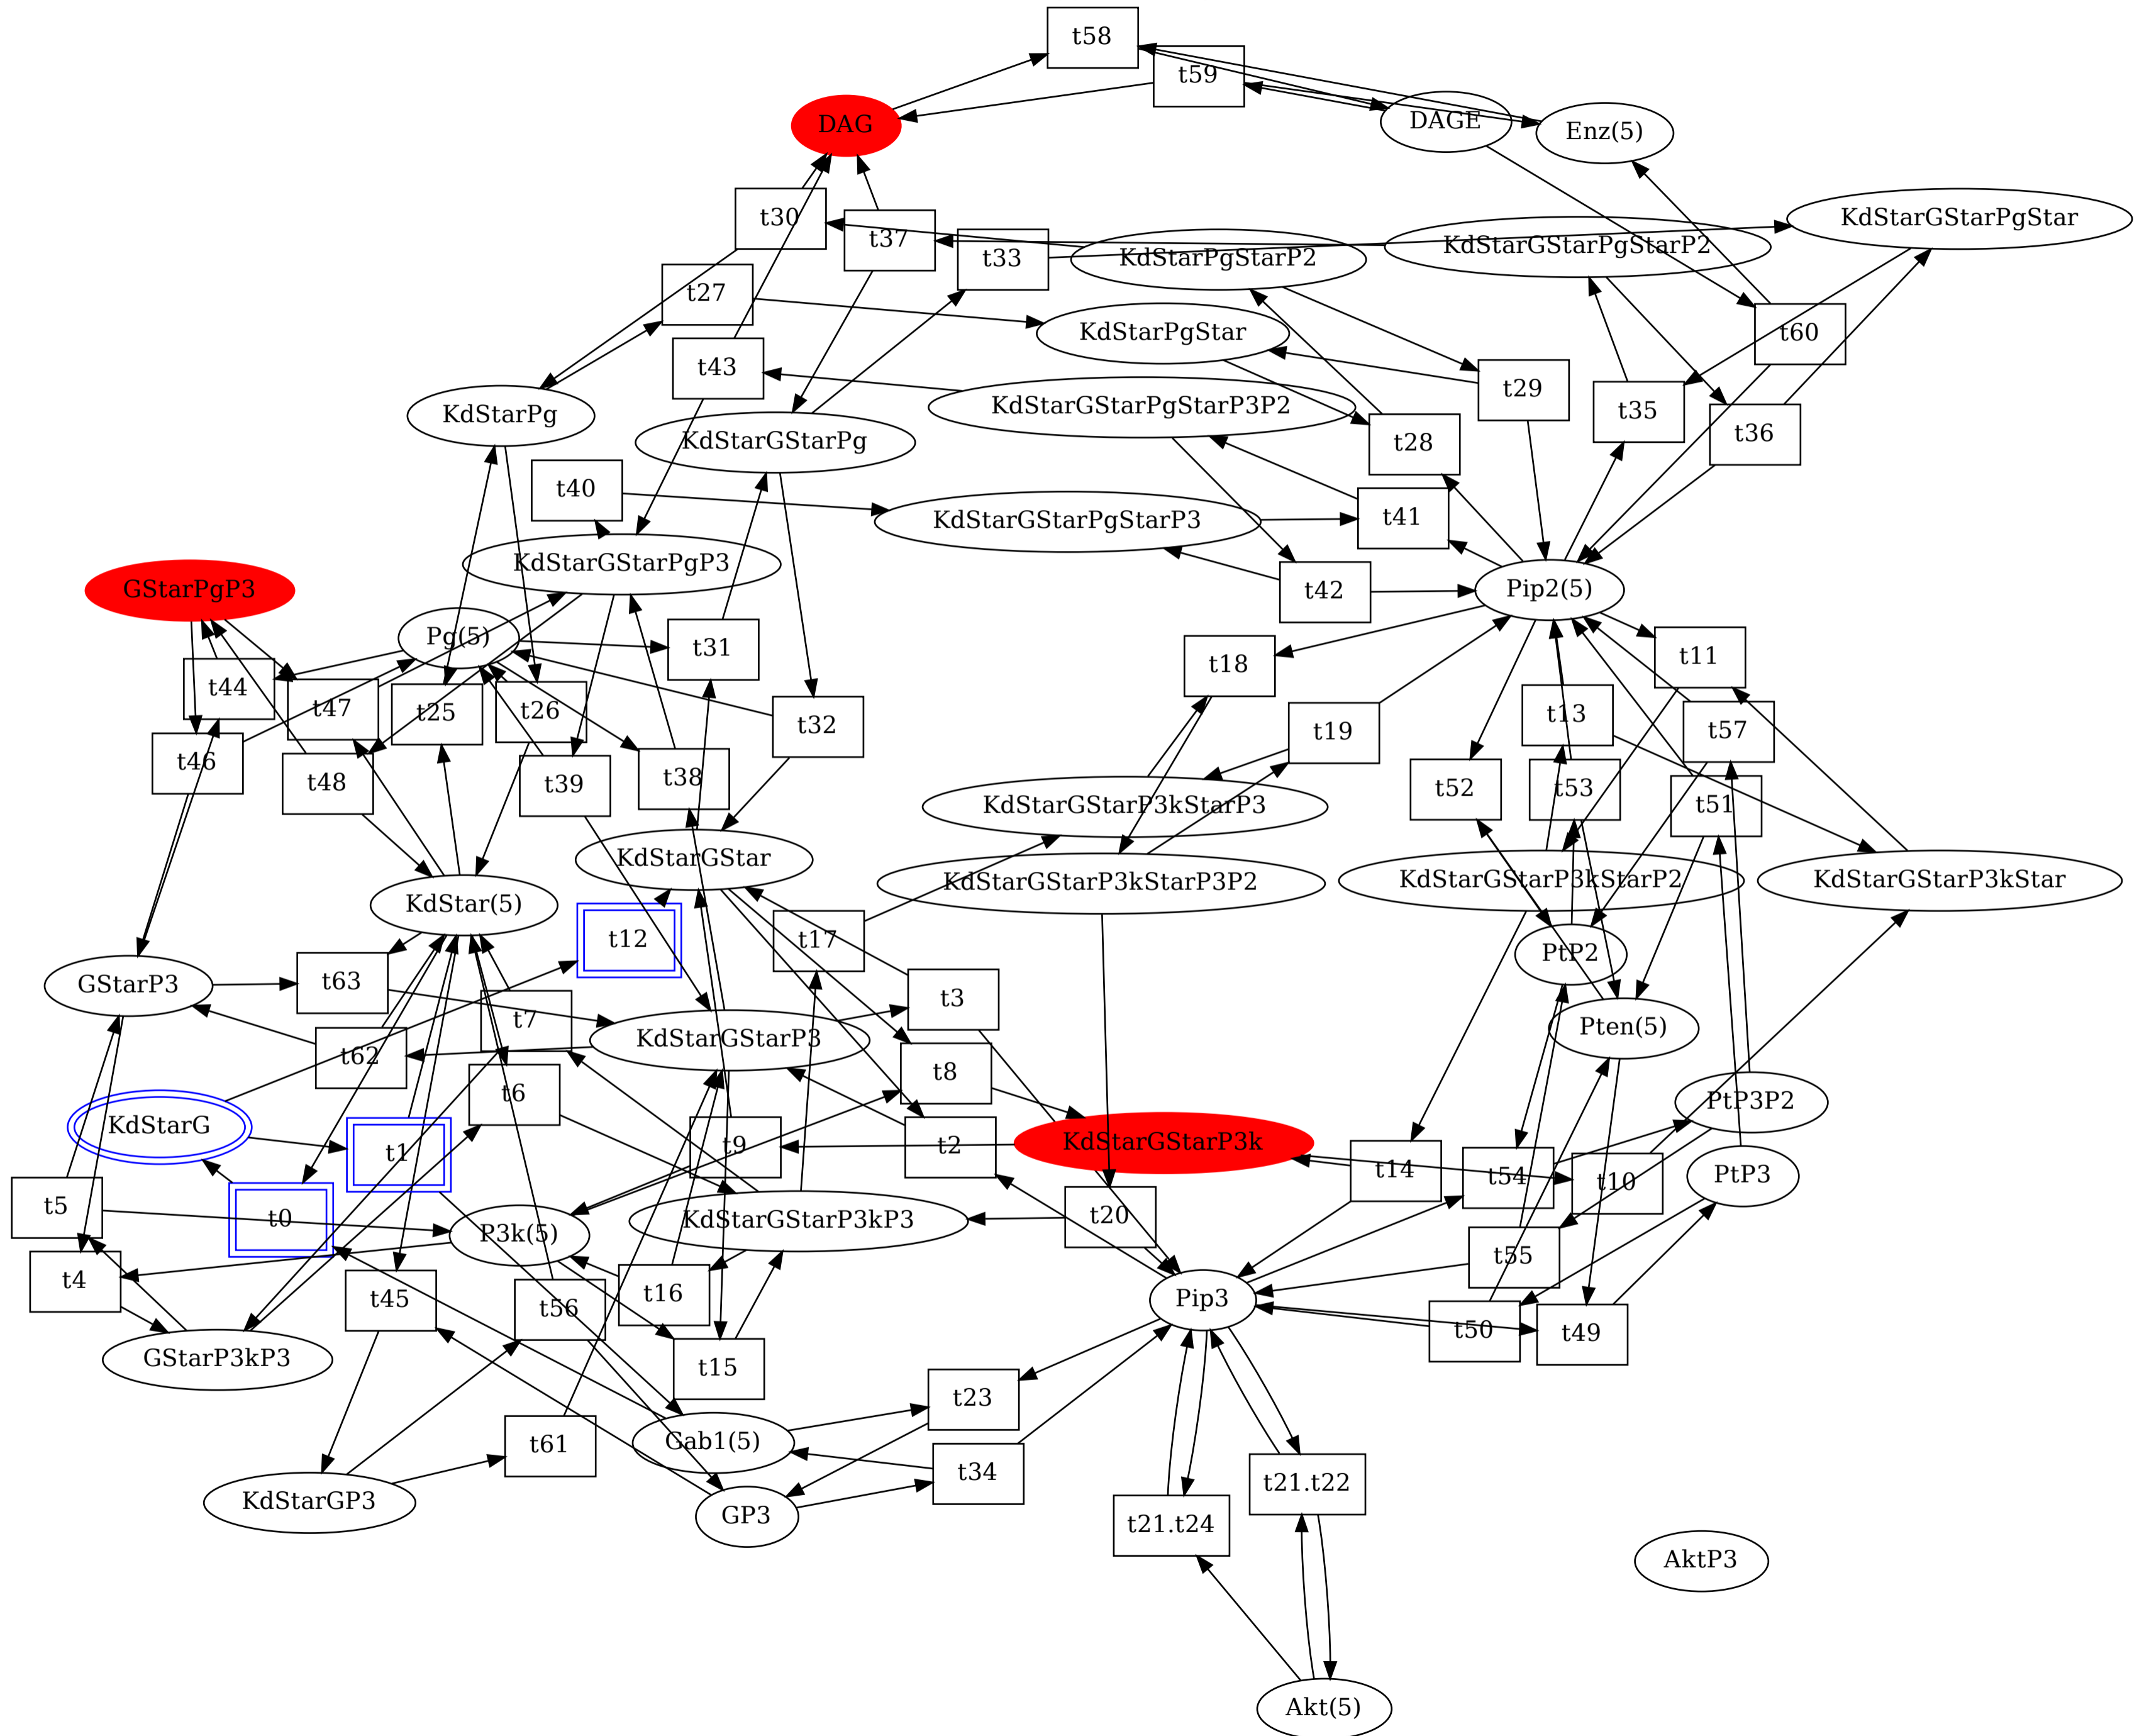 t58
t59
DAG
DAGE
Enz(5)
t30
t37
t33
KdStarPgStarP2
KdStarGStarPgStarP2
KdStarGStarPgStar
t27
KdStarPgStar
t60
t43
t29
t35
KdStarPg
KdStarGStarPgStarP3P2
t36
KdStarGStarPg
t28
t40
KdStarGStarPgStarP3
t41
KdStarGStarPgP3
GStarPgP3
t42
Pip2(5)
Pg(5)
t31
t18
t11
t44
t47
t25
t26
t32
t13
t19
t57
t46
t48
t39
t38
t52
t53
t51
KdStarGStarP3kStarP3
KdStarGStar
KdStarGStarP3kStarP3P2
KdStarGStarP3kStarP2
KdStarGStarP3kStar
KdStar(5)
t12
t17
PtP2
GStarP3
t63
t3
t7
KdStarGStarP3
Pten(5)
t62
t8
t6
KdStarG
PtP3P2
t1
t9
t2
KdStarGStarP3k
t14
t54
t10
PtP3
t5
t0
P3k(5)
KdStarGStarP3kP3
t20
t55
t4
t45
t56
t16
Pip3
t50
t49
GStarP3kP3
t15
t23
t61
Gab1(5)
t34
t21.t22
KdStarGP3
GP3
t21.t24
AktP3
Akt(5)